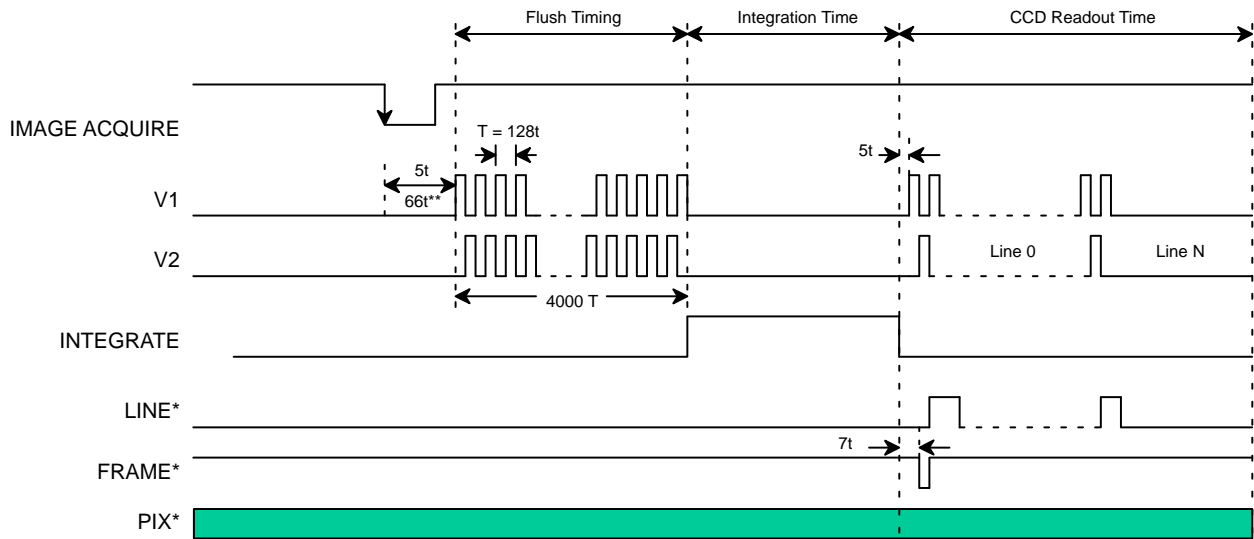 Flush Timing Integration Time CCD Readout Time
IMAGE ACQUIRE
T = 128t
5t
5t
66t**
V1
V2
Line 0 Line N
4000 T
INTEGRATE
LINE*
7t
FRAME*
PIX*